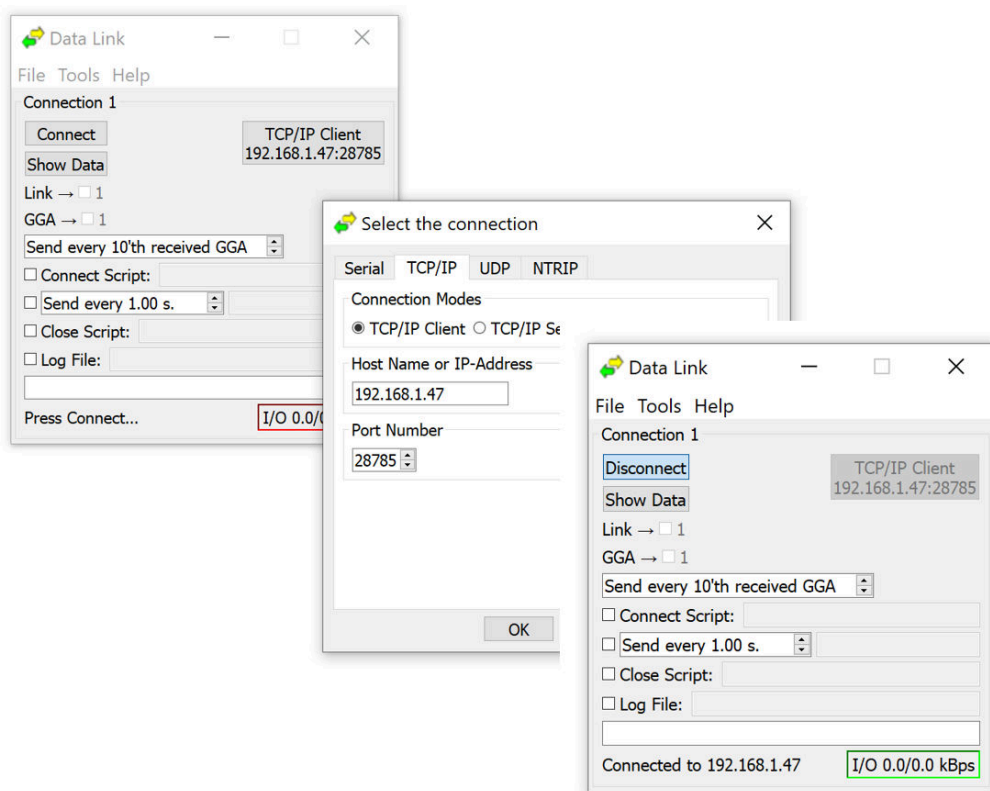 Data Link
File Tools Help
Connection 1
Connect
TCP/IP Client
192.168.1.47:28785
Show Data
Link → 1
GGA → 1
Send every 10'th received GGA
Connect Script:
Send every 1.00 s.
Close Script:
Log File:
Press Connect...
I/O 0.0/
Select the connection
Serial TCP/IP UDP NTRIP
Connection Modes
TCP/IP Client TCP/IP Se
Host Name or IP-Address
192.168.1.47
Port Number
28785
OK
Data Link
File Tools Help
Connection 1
Disconnect
TCP/IP Client
192.168.1.47:28785
Show Data
Link → 1
GGA → 1
Send every 10'th received GGA
Connect Script:
Send every 1.00 s.
Close Script:
Log File:
Connected to 192.168.1.47
I/O 0.0/0.0 kBps